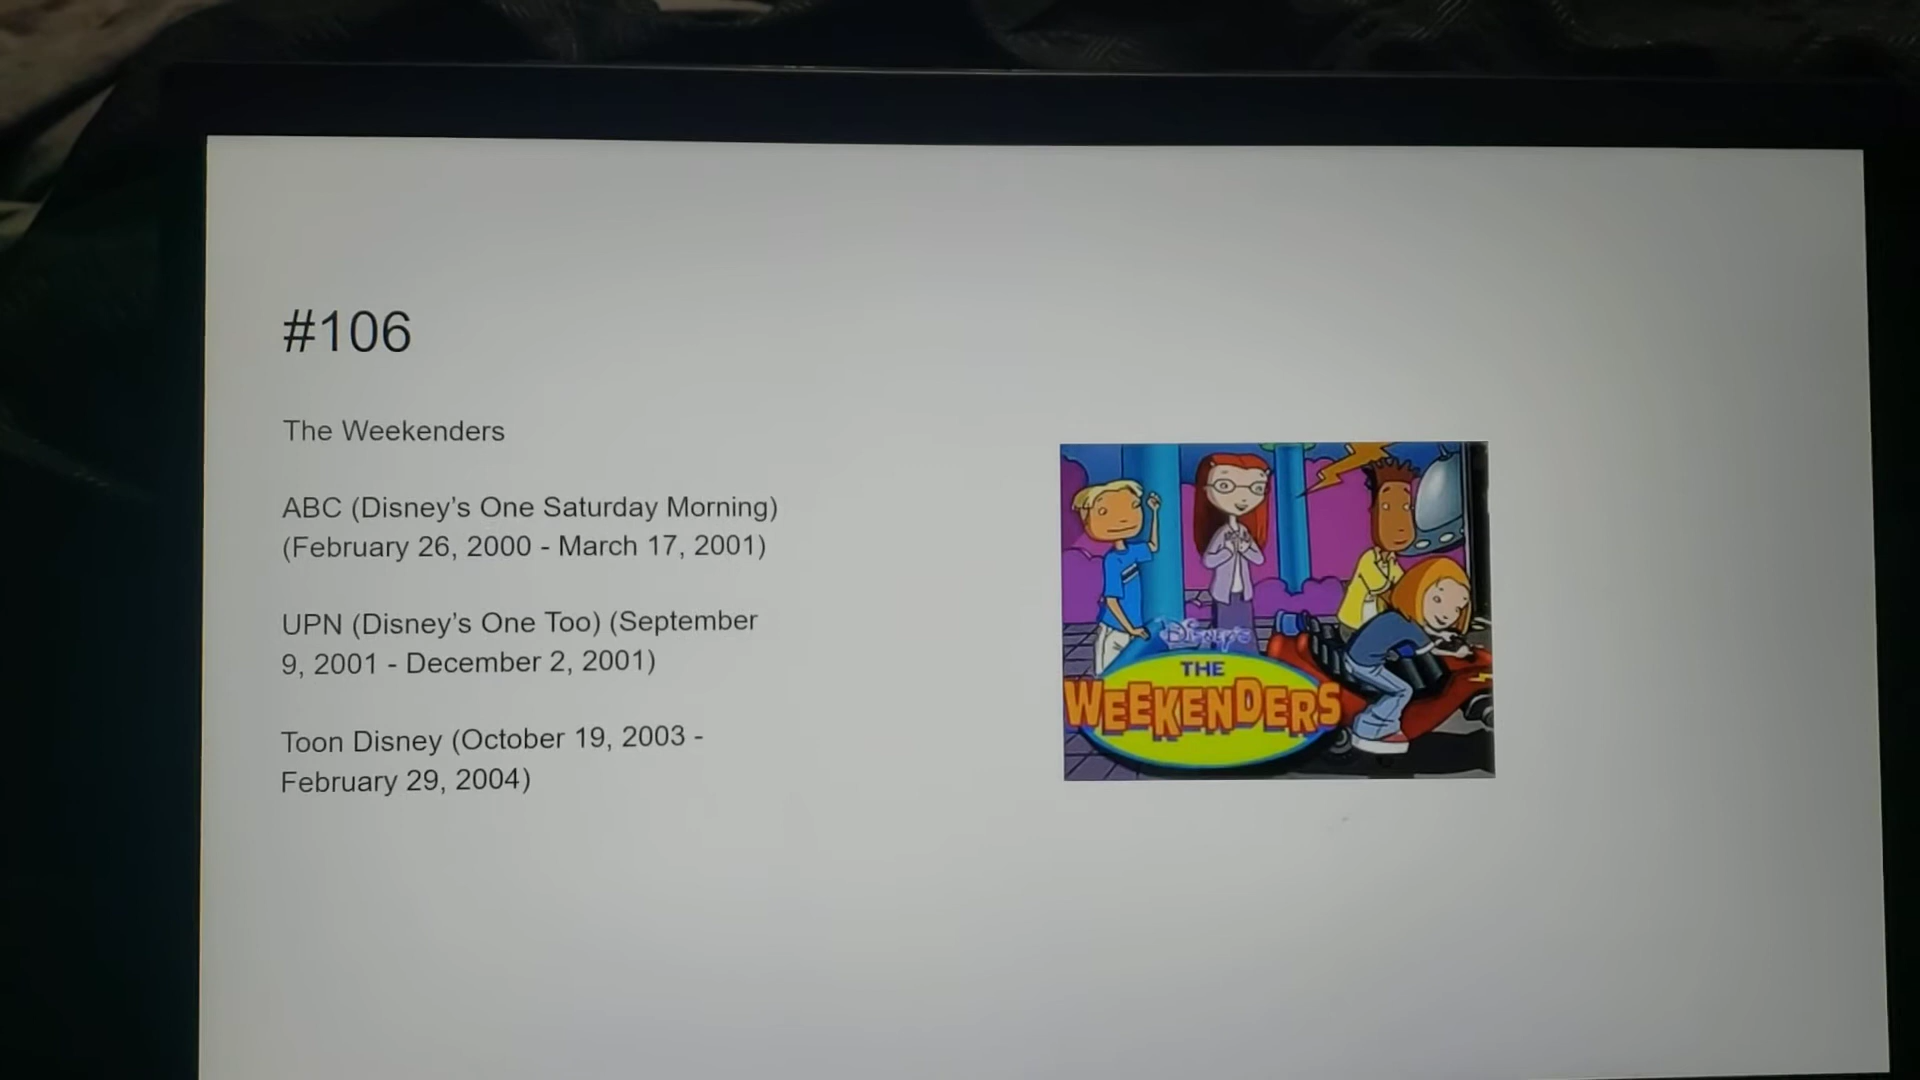 #106
The Weekenders
ABC (Disney's One Saturday Morning)
(February 26, 2000 - March 17, 2001)
UPN (Disney's One Too) (September
9, 2001 - December 2, 2001)
Toon Disney (October 19, 2003 -
February 29, 2004)
Disney's
THE
WEEKENDERS